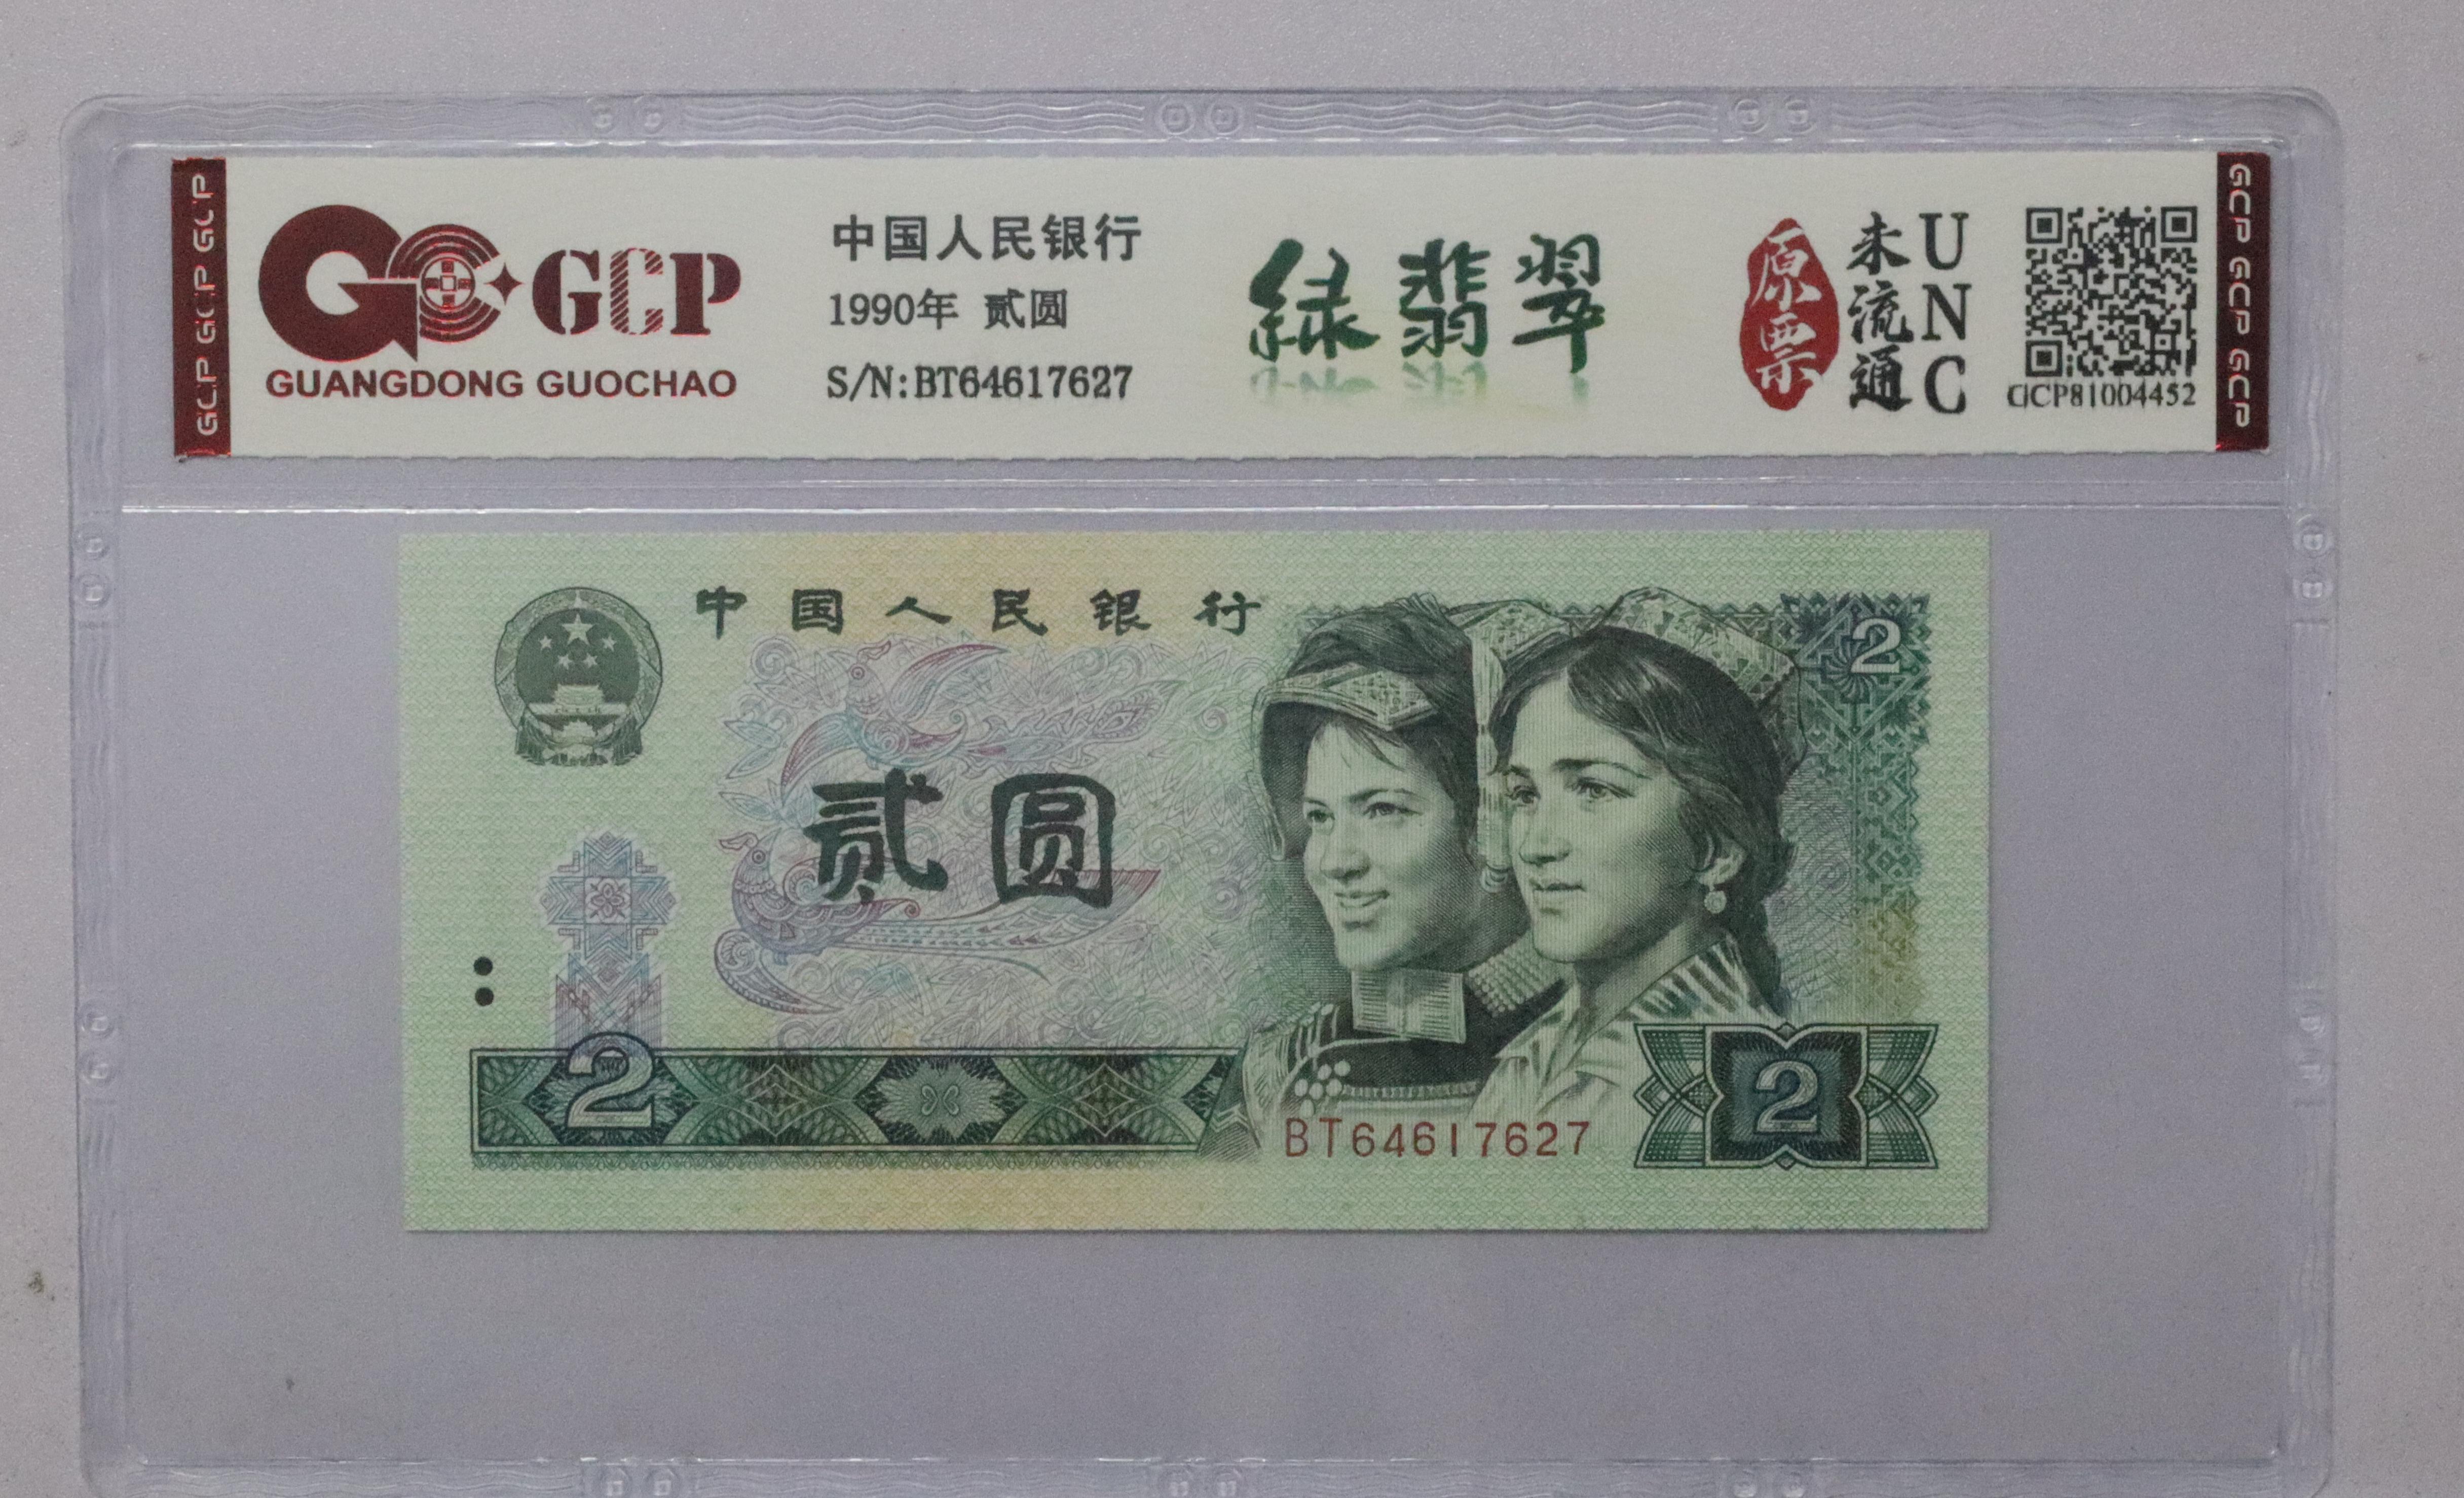 GCP GCP GCP
GCP
GUANGDONG GUOCHAO
中国人民银行
1990年 贰圆
S/N:BT64617627
绿翡翠
原票
未流通
UNC
GCP81004452
GCP GCP GCP
中国人民银行
2
贰圆
2
BT64617627
2